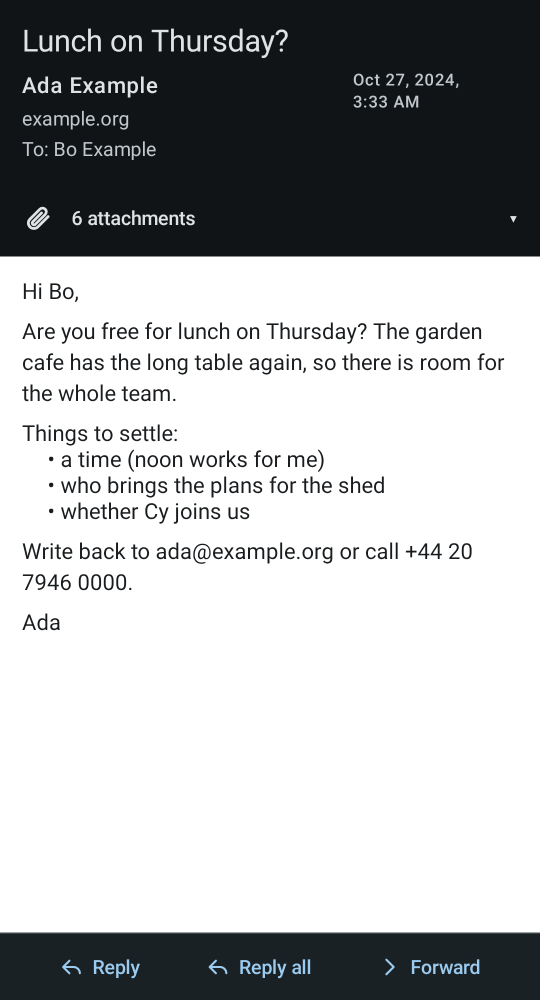 Lunch on Thursday?
Ada Example
Oct 27, 2024,
3:33 AM
example.org
To: Bo Example
6 attachments
Hi Bo,
Are you free for lunch on Thursday? The garden
cafe has the long table again, so there is room for
the whole team.
Things to settle:
• a time (noon works for me)
• who brings the plans for the shed
• whether Cy joins us
Write back to ada@example.org or call +44 20
7946 0000.
Ada
Reply
Reply all
Forward